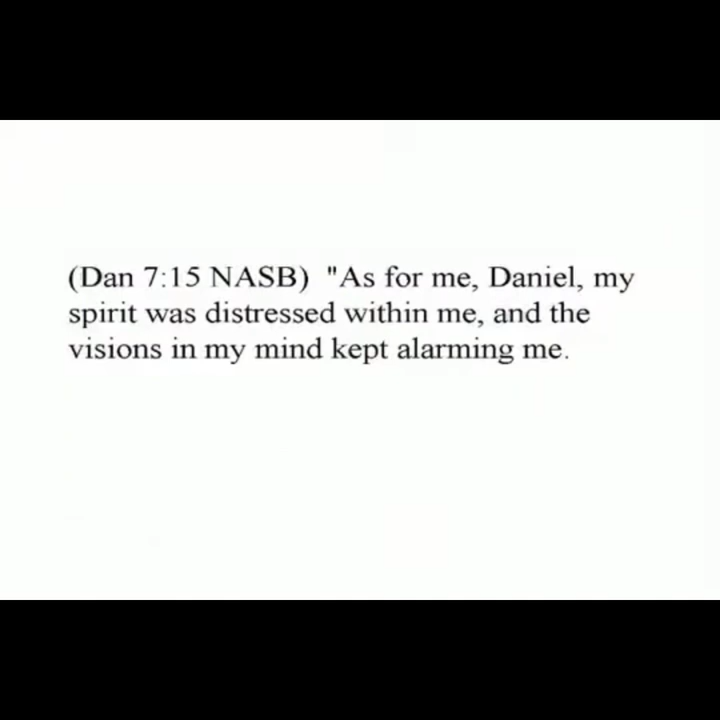 (Dan 7:15 NASB)  "As for me, Daniel, my
spirit was distressed within me, and the
visions in my mind kept alarming me.